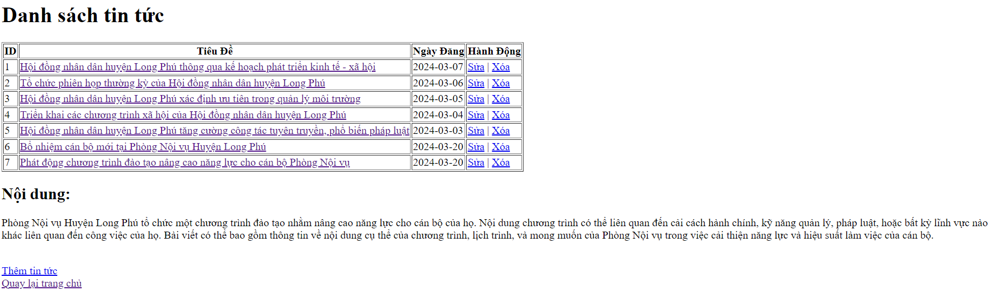 Danh sách tin tức
ID Tiêu Đề Ngày Đăng Hành Động
1 Hội đồng nhân dân huyện Long Phú thông qua kế hoạch phát triển kinh tế - xã hội 2024-03-07 Sửa | Xóa
2 Tổ chức phiên họp thường kỳ của Hội đồng nhân dân huyện Long Phú 2024-03-06 Sửa | Xóa
3 Hội đồng nhân dân huyện Long Phú xác định ưu tiên trong quản lý môi trường 2024-03-05 Sửa | Xóa
4 Triển khai các chương trình xã hội của Hội đồng nhân dân huyện Long Phú 2024-03-04 Sửa | Xóa
5 Hội đồng nhân dân huyện Long Phú tăng cường công tác tuyên truyền, phổ biến pháp luật 2024-03-03 Sửa | Xóa
6 Bổ nhiệm cán bộ mới tại Phòng Nội vụ Huyện Long Phú 2024-03-20 Sửa | Xóa
7 Phát động chương trình đào tạo nâng cao năng lực cho cán bộ Phòng Nội vụ 2024-03-20 Sửa | Xóa
Nội dung:
Phòng Nội vụ Huyện Long Phú tổ chức một chương trình đào tạo nhằm nâng cao năng lực cho cán bộ của họ. Nội dung chương trình có thể liên quan đến cải cách hành chính, kỹ năng quản lý, pháp luật, hoặc bất kỳ lĩnh vực nào
khác liên quan đến công việc của họ. Bài viết có thể bao gồm thông tin về nội dung cụ thể của chương trình, lịch trình, và mong muốn của Phòng Nội vụ trong việc cải thiện năng lực và hiệu suất làm việc của cán bộ.
Thêm tin tức
Quay lại trang chủ